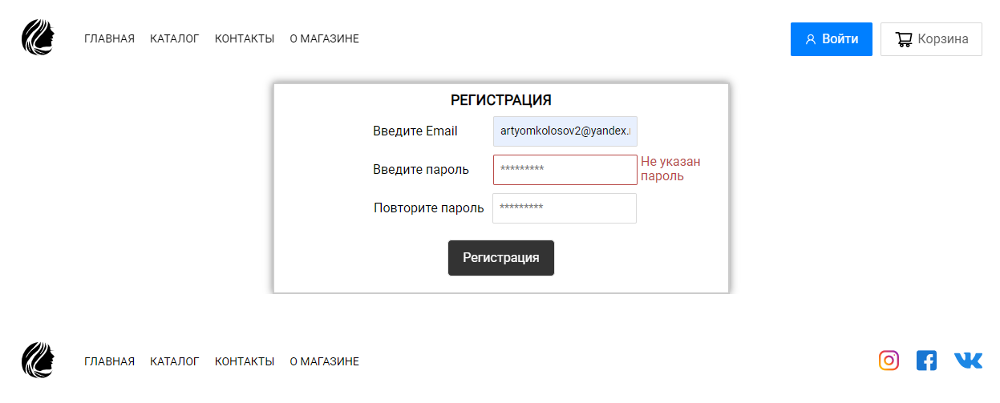 ГЛАВНАЯ КАТАЛОГ КОНТАКТЫ О МАГАЗИНЕ Войти Корзина
РЕГИСТРАЦИЯ
Введите Email artyomkolosov2@yandex.
Введите пароль ********* Не указан
пароль
Повторите пароль *********
Регистрация
ГЛАВНАЯ КАТАЛОГ КОНТАКТЫ О МАГАЗИНЕ